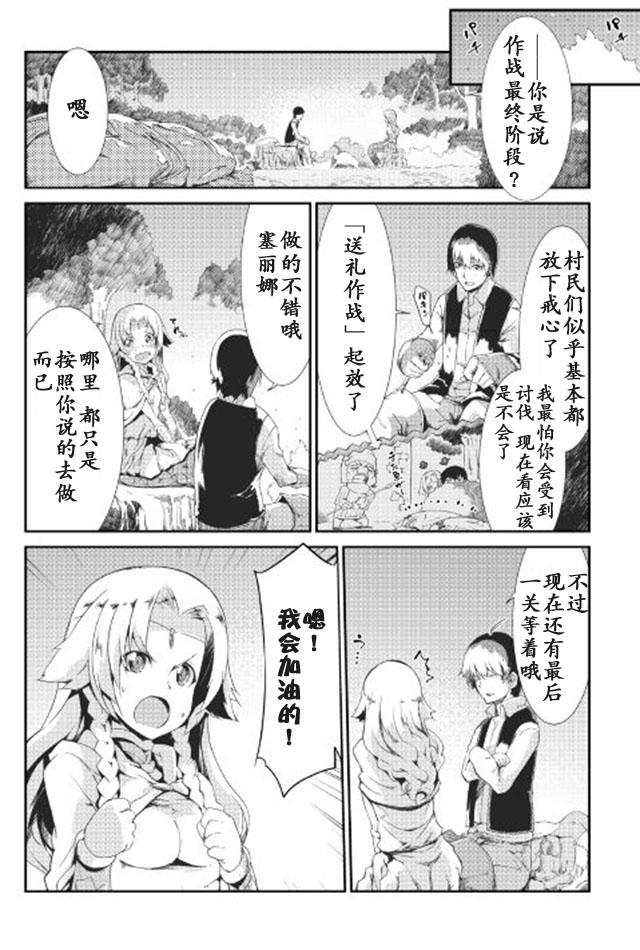 ——你是说
作战最终阶段？
嗯
村民们似乎基本都
放下戒心了
「送礼作战」起效了
我最怕你会受到
讨伐 现在看应该
是不会了
做的不错哦
塞丽娜
哪里 都只是
按照你说的去做
而已
不过
现在还有最后
一关等着哦
嗯！
我会加油的！